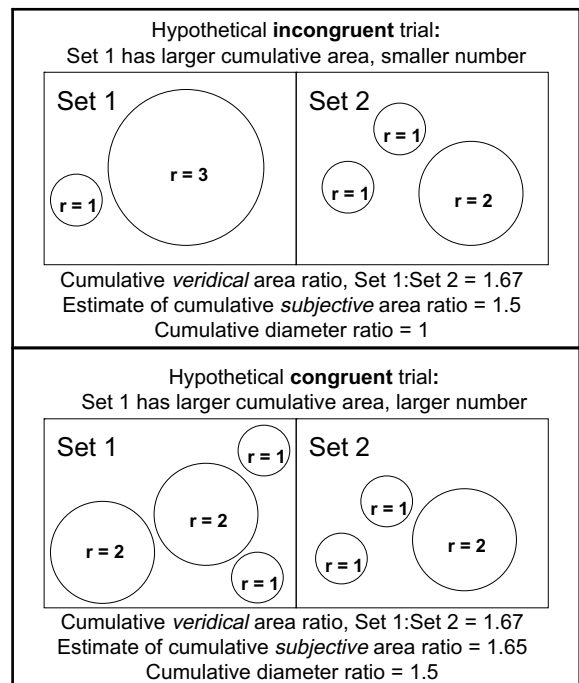 Hypothetical incongruent trial:
Set 1 has larger cumulative area, smaller number
Set 1
r = 1
r = 3
Set 2
r = 1
r = 1
r = 2
Cumulative veridical area ratio, Set 1:Set 2 = 1.67
Estimate of cumulative subjective area ratio = 1.5
Cumulative diameter ratio = 1
Hypothetical congruent trial:
Set 1 has larger cumulative area, larger number
Set 1
r = 1
r = 2
r = 2
r = 1
Set 2
r = 1
r = 1
r = 2
Cumulative veridical area ratio, Set 1:Set 2 = 1.67
Estimate of cumulative subjective area ratio = 1.65
Cumulative diameter ratio = 1.5